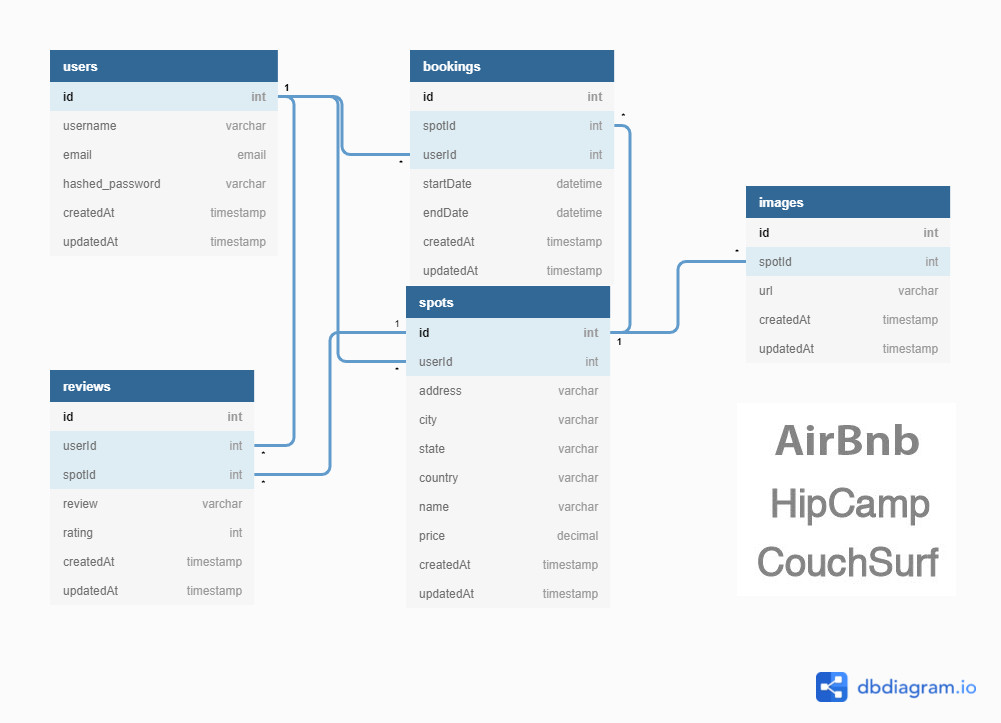 users
id int
username varchar
email email
hashed_password varchar
createdAt timestamp
updatedAt timestamp
1
*
bookings
id int
spotId int
userId int
startDate datetime
endDate datetime
createdAt timestamp
updatedAt timestamp
*
*
spots
id int
userId int
address varchar
city varchar
state varchar
country varchar
name varchar
price decimal
createdAt timestamp
updatedAt timestamp
1
1
*
images
id int
spotId int
url varchar
createdAt timestamp
updatedAt timestamp
reviews
id int
userId int
spotId int
review varchar
rating int
createdAt timestamp
updatedAt timestamp
*
*
AirBnb
HipCamp
CouchSurf
dbdiagram.io